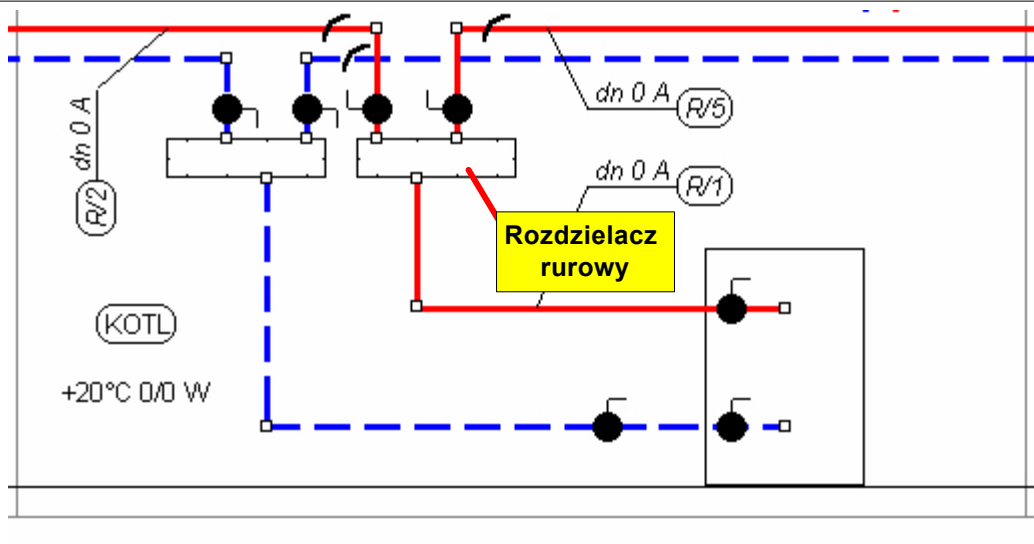 dn 0 A
R/5
dn 0 A
R/2
dn 0 A
R/1
Rozdzielacz
rurowy
KOTL
+20°C 0/0 W